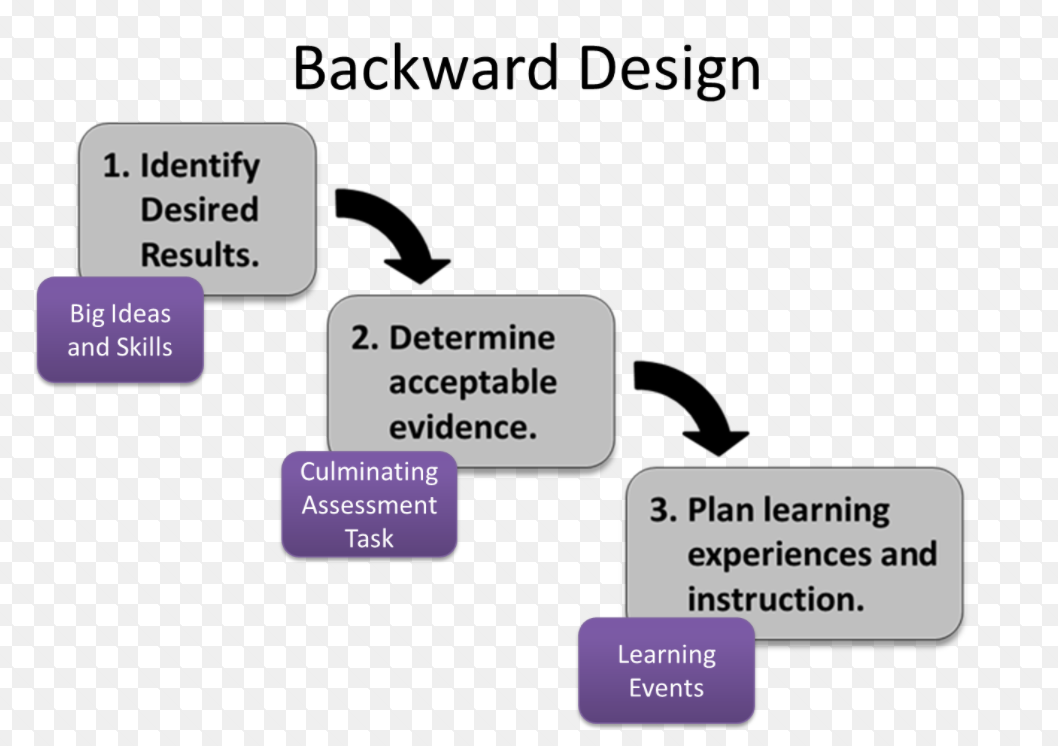 Backward Design
1. Identify
Desired
Results.
Big Ideas
and Skills
2. Determine
acceptable
evidence.
Culminating
Assessment
Task
3. Plan learning
experiences and
instruction.
Learning
Events